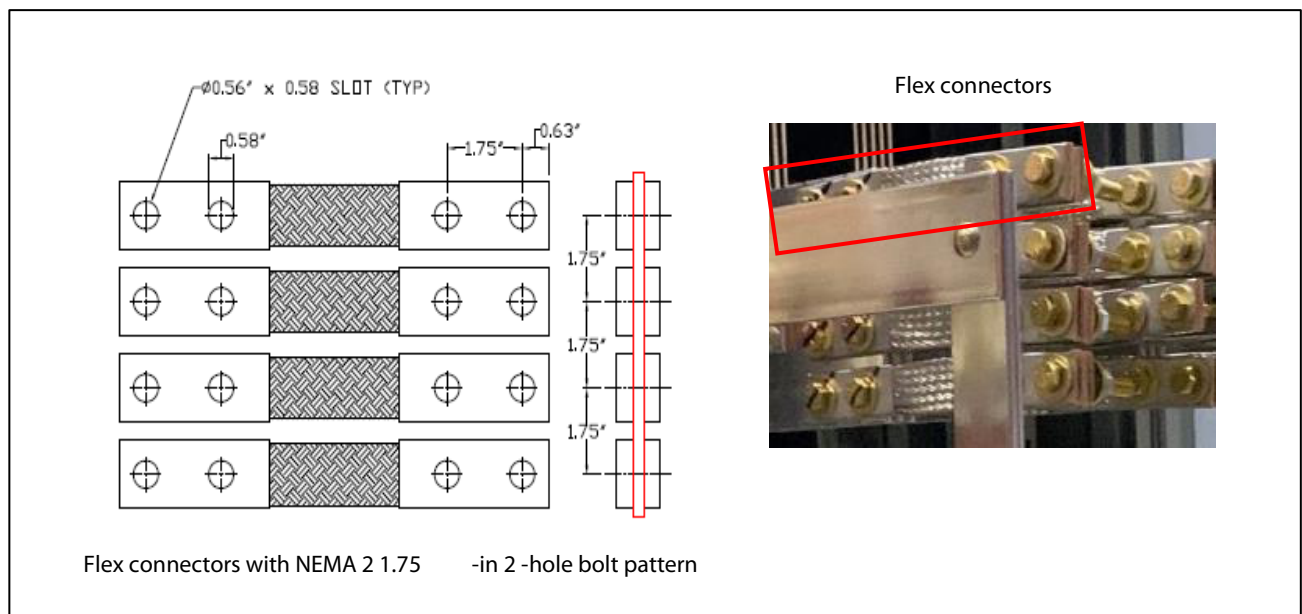 Ø0.56" x 0.58 SLOT (TYP)
Flex connectors
0.58"
1.75"
0.63"
1.75"
1.75"
1.75"
Flex connectors with NEMA 2 1.75 -in 2 -hole bolt pattern